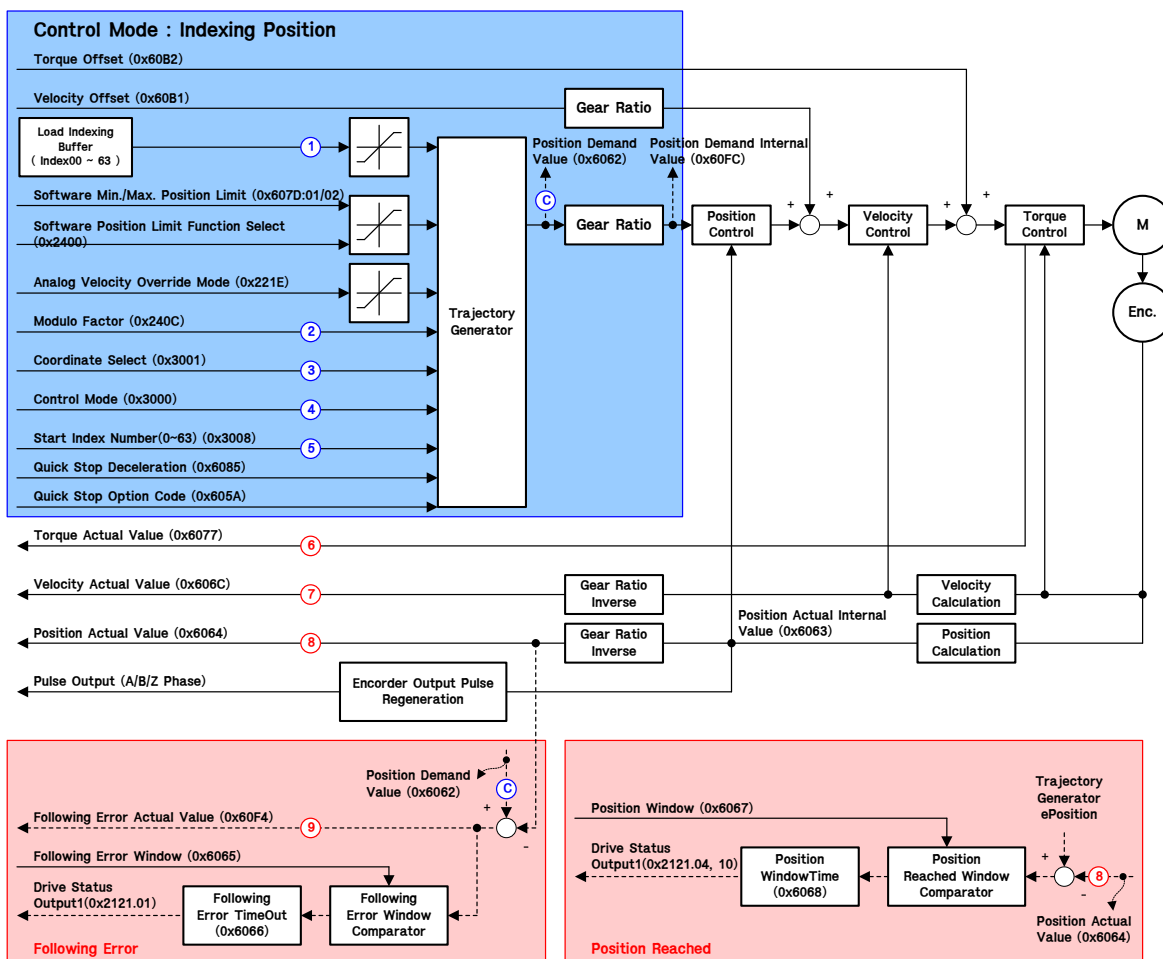 Control Mode : Indexing Position
Torque Offset (0x60B2)
Velocity Offset (0x60B1)
Gear Ratio
Load Indexing
Buffer
( Index00 ~ 63 )
1
Position Demand
Value (0x6062)
Position Demand Internal
Value (0x60FC)
Software Min./Max. Position Limit (0x607D:01/02)
Software Position Limit Function Select
(0x2400)
C
Gear Ratio
Position
Control
+
+
Velocity
Control
+
+
Torque
Control
M
Enc.
Analog Velocity Override Mode (0x221E)
Trajectory
Generator
Modulo Factor (0x240C)
2
Coordinate Select (0x3001)
3
Control Mode (0x3000)
4
Start Index Number(0~63) (0x3008)
5
Quick Stop Deceleration (0x6085)
Quick Stop Option Code (0x605A)
Torque Actual Value (0x6077)
6
Velocity Actual Value (0x606C)
7
Gear Ratio
Inverse
Velocity
Calculation
Position Actual Value (0x6064)
8
Gear Ratio
Inverse
Position Actual Internal
Value (0x6063)
Position
Calculation
Pulse Output (A/B/Z Phase)
Encorder Output Pulse
Regeneration
Position Demand
Value (0x6062)
C
+
-
Following Error Actual Value (0x60F4)
9
Following Error Window (0x6065)
Drive Status
Output1(0x2121.01)
Following
Error TimeOut
(0x6066)
Following
Error Window
Comparator
Following Error
Trajectory
Generator
ePosition
Position Window (0x6067)
Drive Status
Output1(0x2121.04, 10)
Position
WindowTime
(0x6068)
Position
Reached Window
Comparator
+
-
8
Position Actual
Value (0x6064)
Position Reached